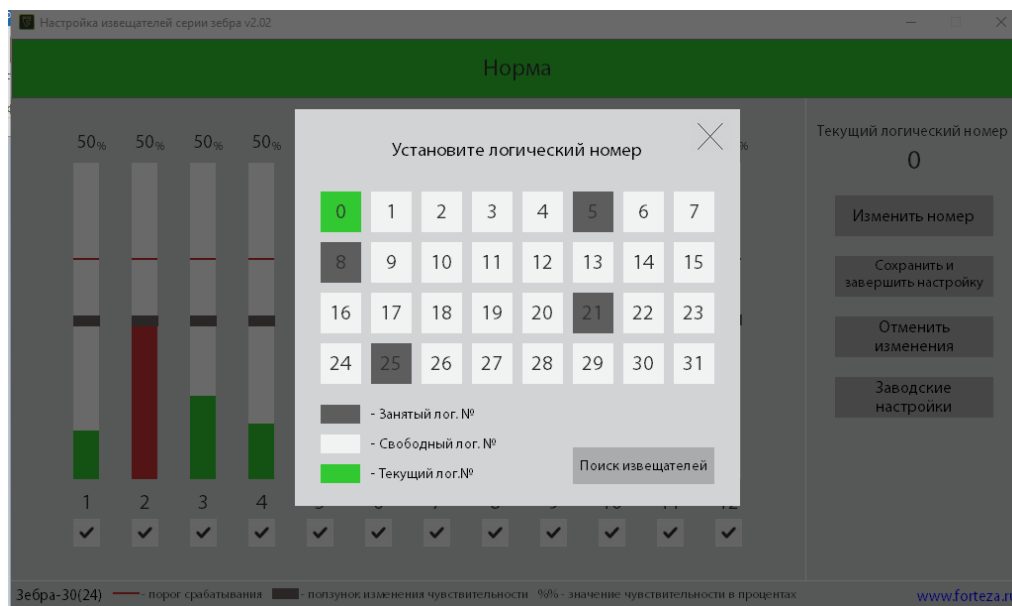 Настройка извещателей серии зебра v2.02
Норма
50% 50% 50% 50% %
Текущий логический номер
0
Изменить номер
Сохранить и
завершить настройку
Отменить
изменения
Заводские
настройки
Установите логический номер
0 1 2 3 4 5 6 7
8 9 10 11 12 13 14 15
16 17 18 19 20 21 22 23
24 25 26 27 28 29 30 31
- Занятый лог. №
- Свободный лог. №
- Текущий лог.№
Поиск извещателей
1 2 3 4
Зебра-30(24) - порог срабатывания - ползунок изменения чувствительности %% - значение чувствительности в процентах www.forteza.ru